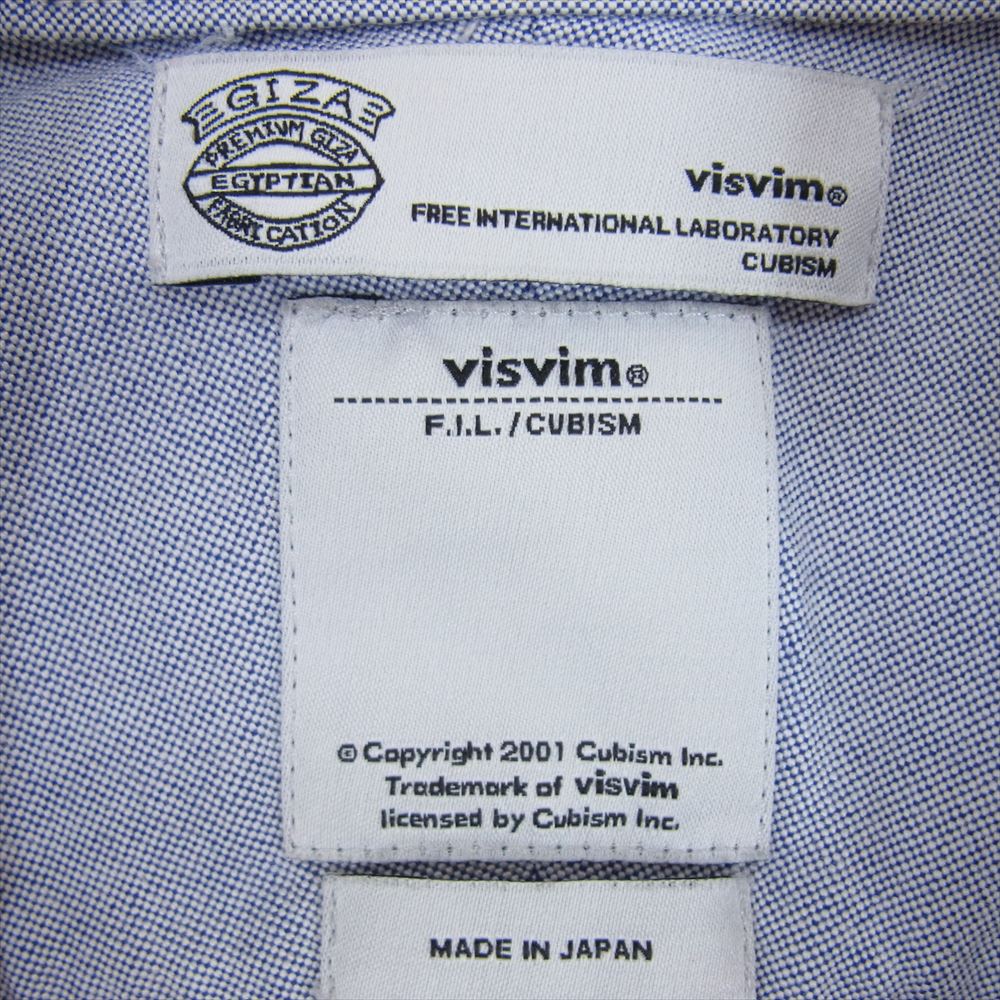 GIZA
PREMIUM GIZA
EGYPTIAN
FABRICATION
visvim®
FREE INTERNATIONAL LABORATORY
CUBISM
visvim®
F.I.L./CUBISM
© Copyright 2001 Cubism Inc.
Trademark of visvim
licensed by Cubism Inc.
MADE IN JAPAN